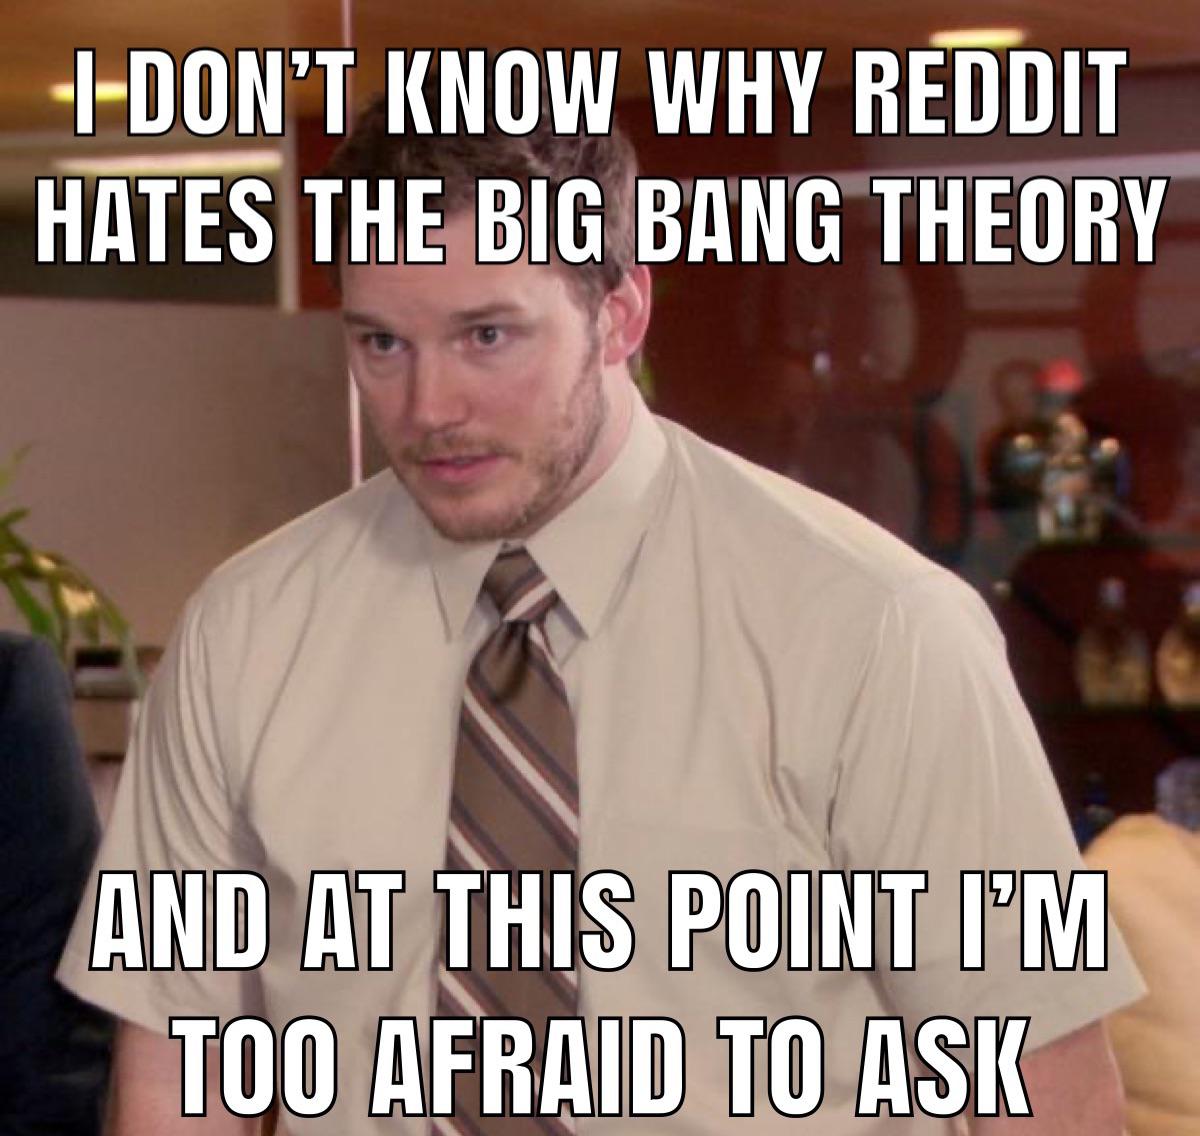 I DON’T KNOW WHY REDDIT
HATES THE BIG BANG THEORY
AND AT THIS POINT I’M
TOO AFRAID TO ASK